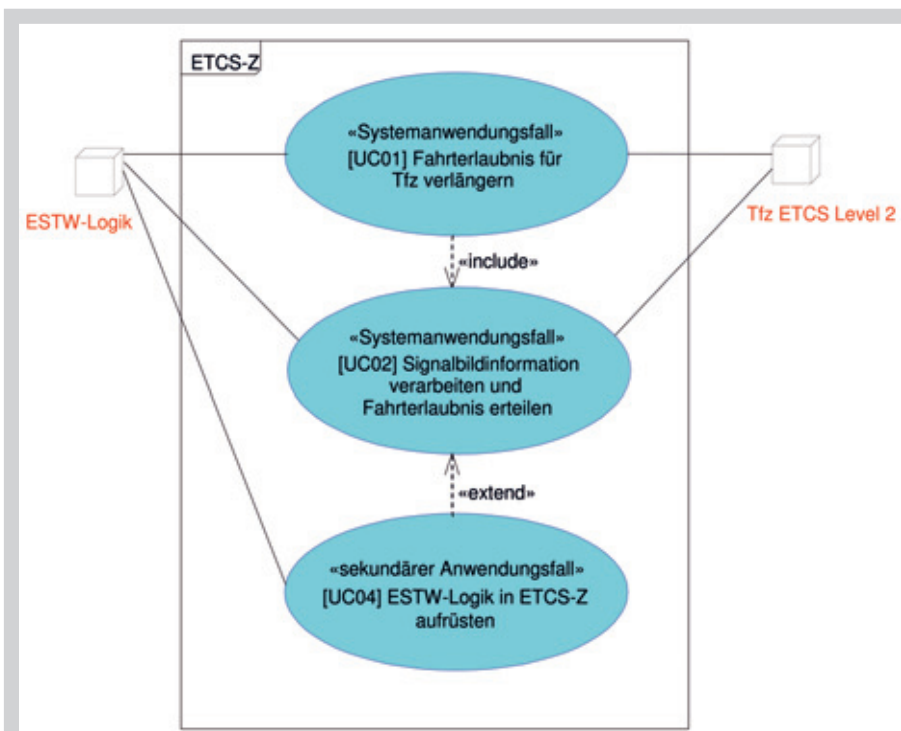 ETCS-Z
«Systemanwendungsfall»
[UC01] Fahrterlaubnis für
Tfz verlängern
ESTW-Logik
Tfz ETCS Level 2
«include»
«Systemanwendungsfall»
[UC02] Signalbildinformation
verarbeiten und
Fahrterlaubnis erteilen
«extend»
«sekundärer Anwendungsfall»
[UC04] ESTW-Logik in ETCS-Z
aufrüsten